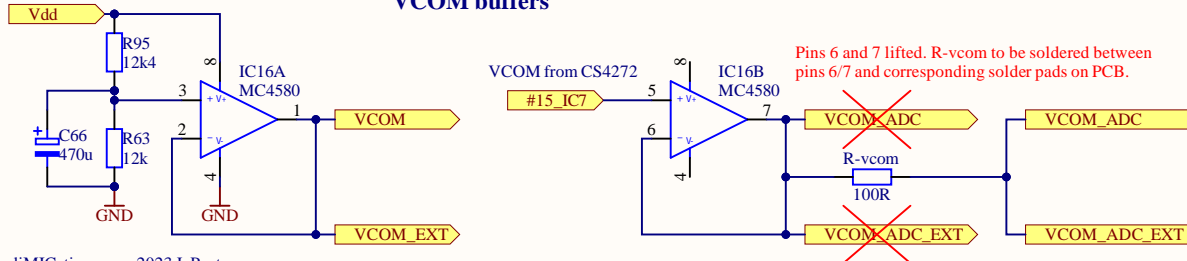 VCOM buffers
Vdd
R95
12k4
8
IC16A
MC4580
3
+ V+
1
VCOM
2
− V-
4
C66
470u
+
R63
12k
GND
GND
VCOM_EXT
VCOM from CS4272
#15_IC7
8
IC16B
MC4580
5
+ V+
7
6
− V-
4
Pins 6 and 7 lifted. R-vcom to be soldered between
pins 6/7 and corresponding solder pads on PCB.
VCOM_ADC
R-vcom
100R
VCOM_ADC_EXT
VCOM_ADC
VCOM_ADC_EXT